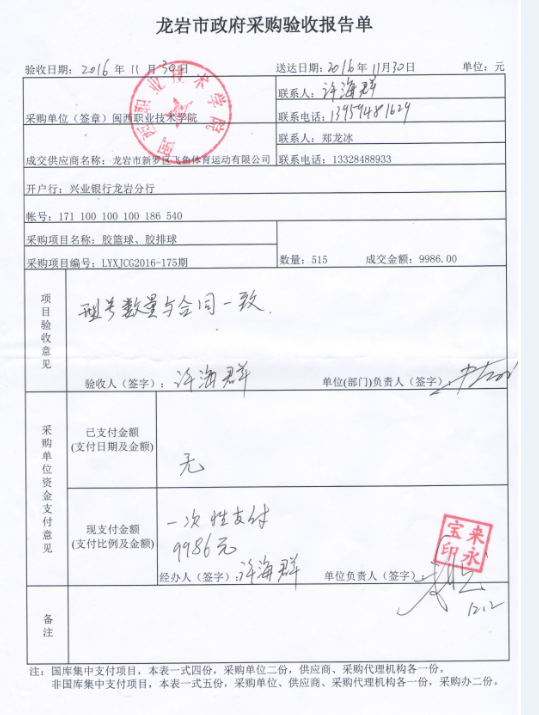 龙岩市政府采购验收报告单
验收日期：2016 年 11 月 30 日 送达日期：2016 年 11 月 30 日 单位：元
采购单位（签章）闽西职业技术学院
闽西职业技术学院
联系人：许海群
联系电话：13959481629
成交供应商名称：龙岩市新罗区飞鱼体育运动有限公司
联系人：郑龙冰
联系电话：13328488933
开户行：兴业银行龙岩分行
帐号：171 100 100 100 186 540
采购项目名称：胶篮球、胶排球
采购项目编号：LYXJCG2016-175期
数量：515 成交金额：9986.00
项目验收意见
型号数量与合同一致.
验收人（签字）：许海群 单位(部门)负责人（签字）：
采购单位资金支付意见
已支付金额
(支付日期及金额)
无
现支付金额
(支付比例及金额)
一次性支付
9986元
经办人（签字）：许海群 单位负责人（签字）：
来永宝印
12.2
备注
注：国库集中支付项目，本表一式四份，采购单位二份，供应商、采购代理机构各一份。
非国库集中支付项目，本表一式五份，采购单位、供应商、采购代理机构各一份，采购办二份。